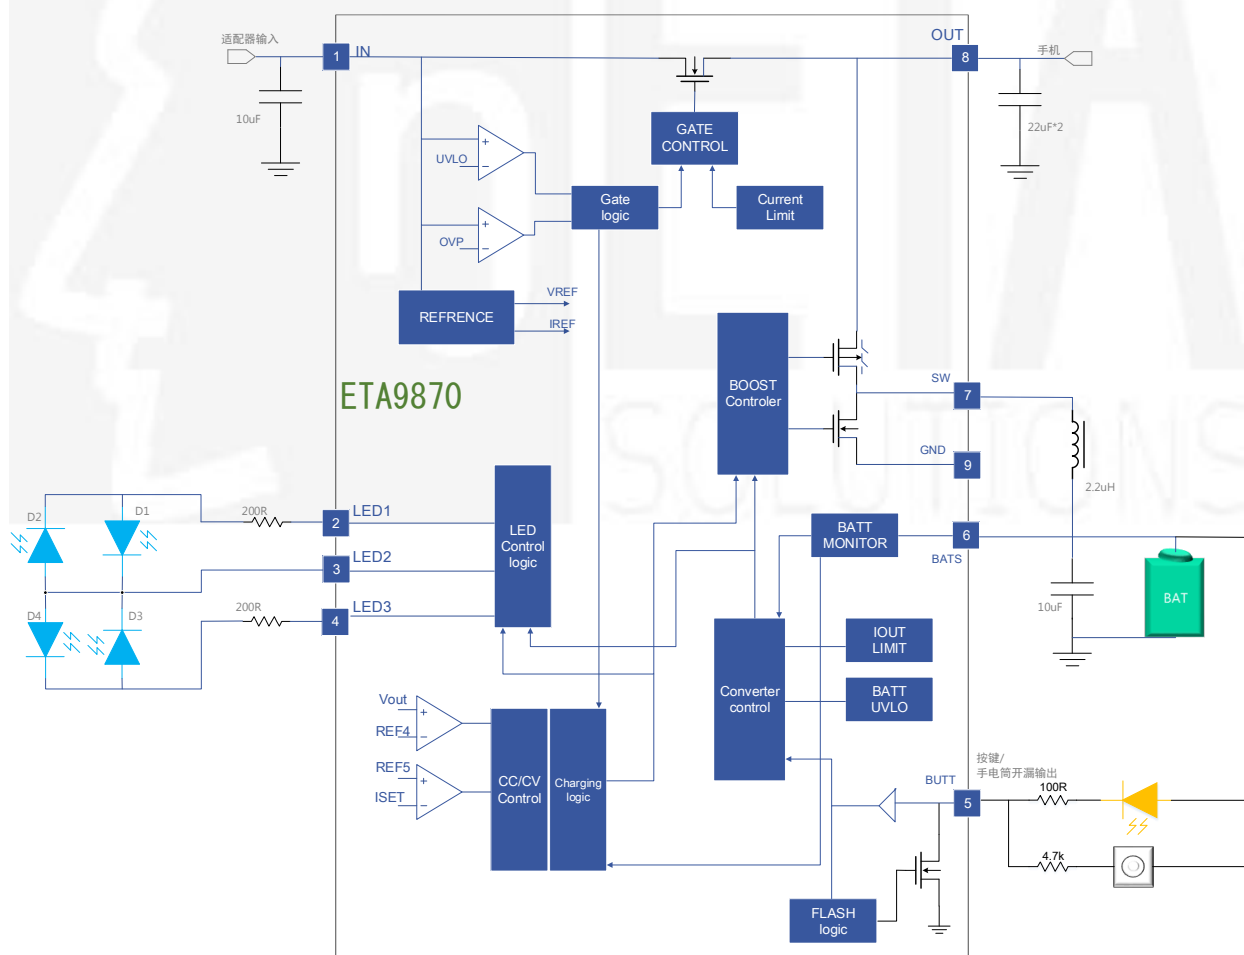 适配器输入
1
IN
OUT
8
手机
10uF
22uF*2
UVLO
+
−
GATE
CONTROL
Gate
logic
Current
Limit
OVP
+
−
VREF
REFRENCE
IREF
ETA9870
BOOST
Controler
SW
7
GND
9
2.2uH
SOLUTIONS
D2
D1
200R
2
LED1
LED
Control
logic
LED2
3
BATT
MONITOR
6
BATS
D4
D3
200R
4
LED3
10uF
BAT
IOUT
LIMIT
Converter
control
BATT
UVLO
Vout
+
REF4
−
REF5
+
ISET
−
CC/CV
Control
Charging
logic
BUTT
5
按键/
手电筒开漏输出
100R
4.7k
FLASH
logic